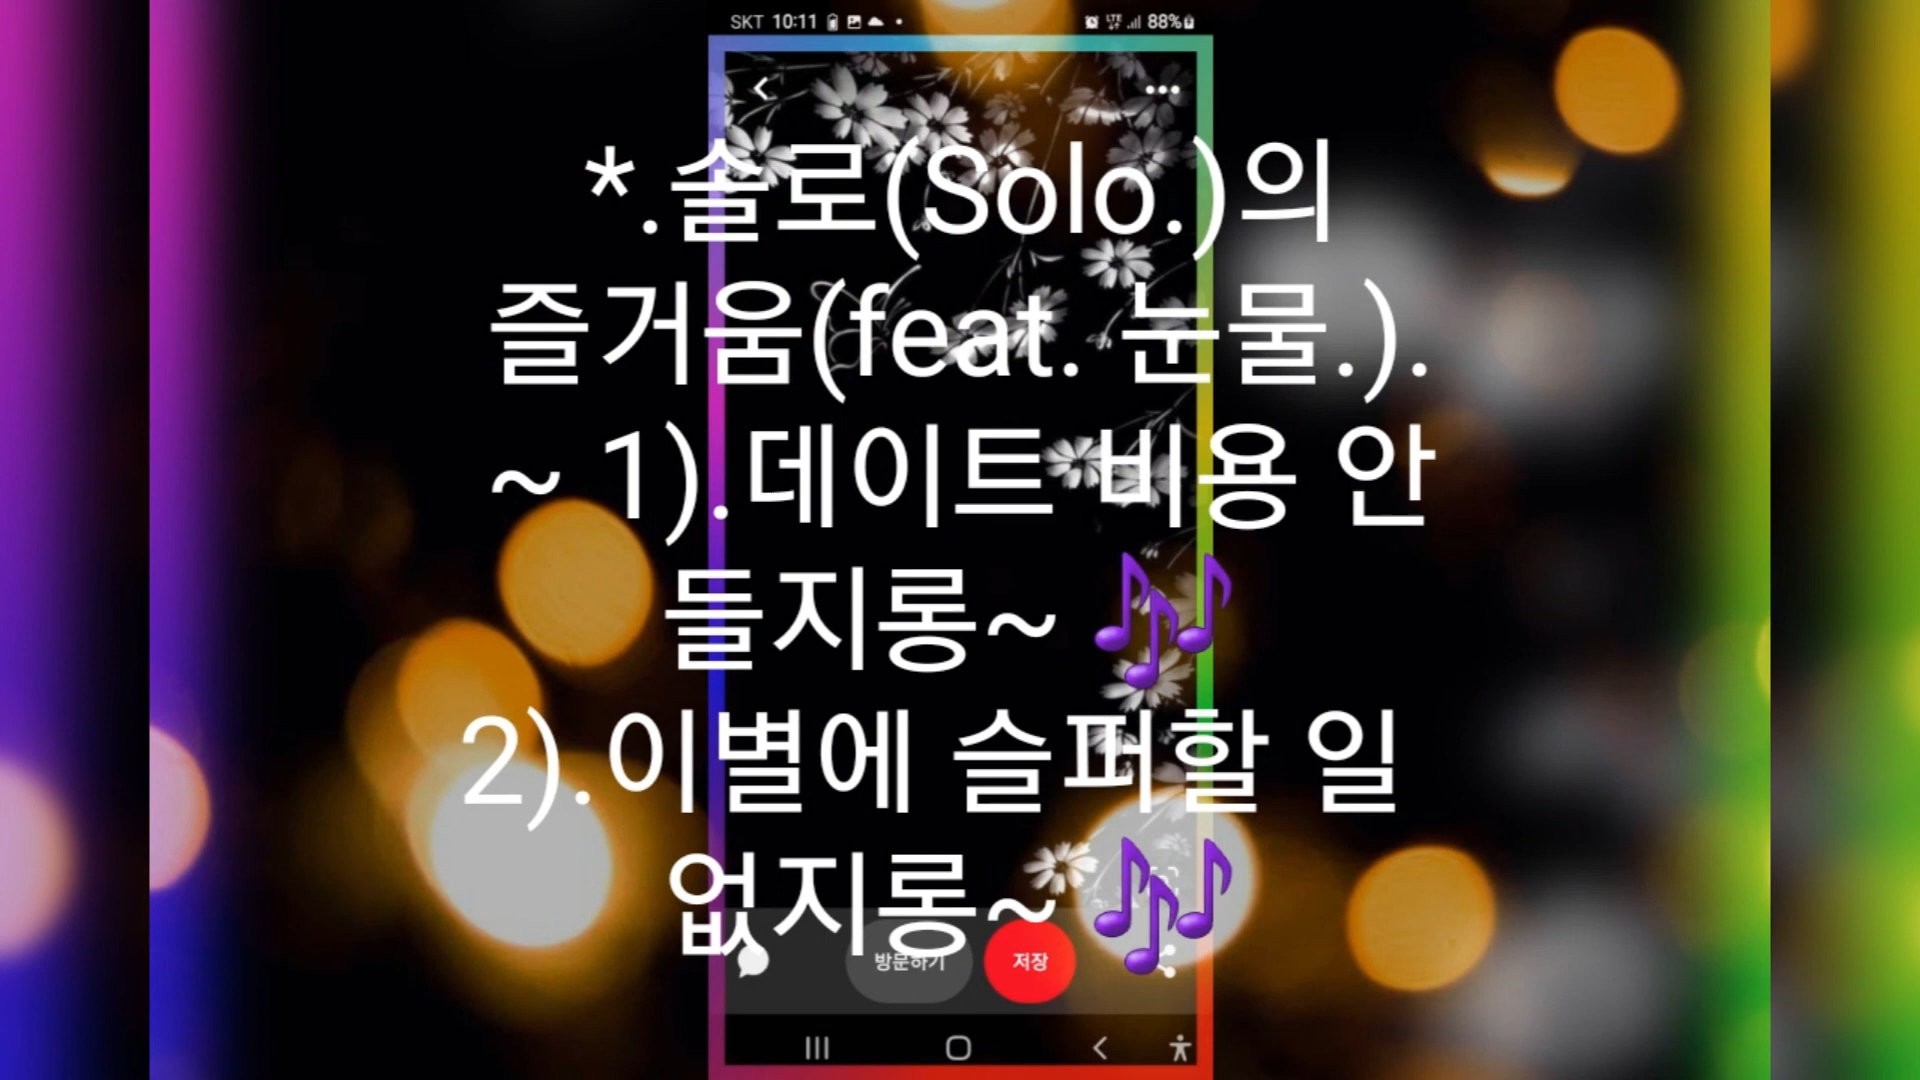 SKT 10:11
LTE 88%
*.솔로(Solo.)의
즐거움(feat. 눈물.).
~ 1).데이트 비용 안
들지롱~ 🎶
2).이별에 슬퍼할 일
없지롱~ 🎶
방문하기
저장